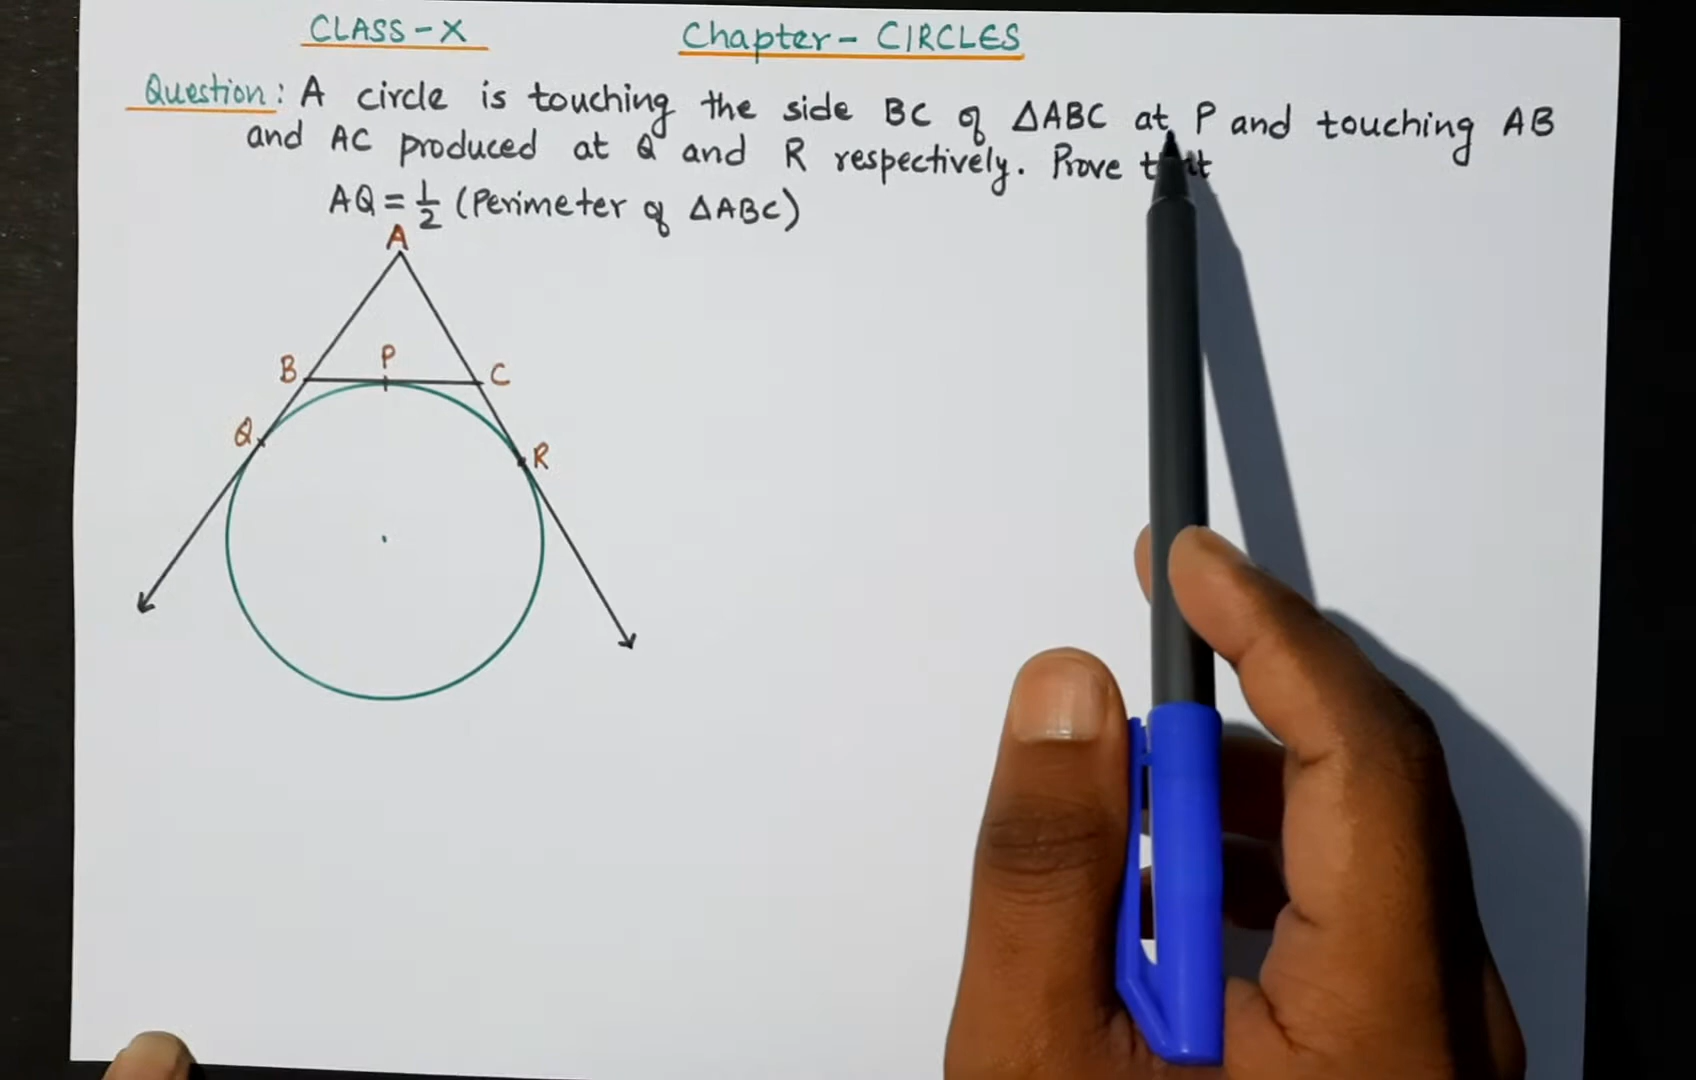 CLASS-X
Chapter- CIRCLES
Question: A circle is touching the side BC of ΔABC at P and touching AB
and AC produced at Q and R respectively. Prove
AQ = 1/2 (Perimeter of ΔABC)
A
B P C
Q R